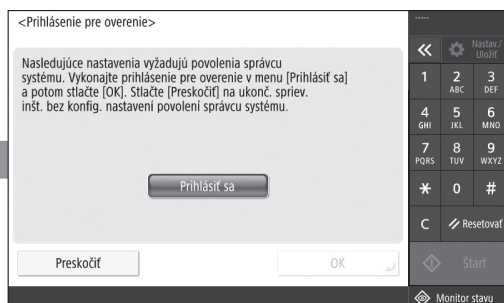 <Prihlásenie pre overenie>
Nasledujúce nastavenia vyžadujú povolenia správcu
systému. Vykonajte prihlásenie pre overenie v menu [Prihlásiť sa]
a potom stlačte [OK]. Stlačte [Preskočiť] na ukonč. spriev.
inšt. bez konfig. nastavení povolení správcu systému.
Prihlásiť sa
Preskočiť
OK
-----
Nastav./
Uložiť
1 2 3
ABC DEF
4 5 6
GHI JKL MNO
7 8 9
PQRS TUV WXYZ
* 0 #
C Resetovať
Štart
Monitor stavu